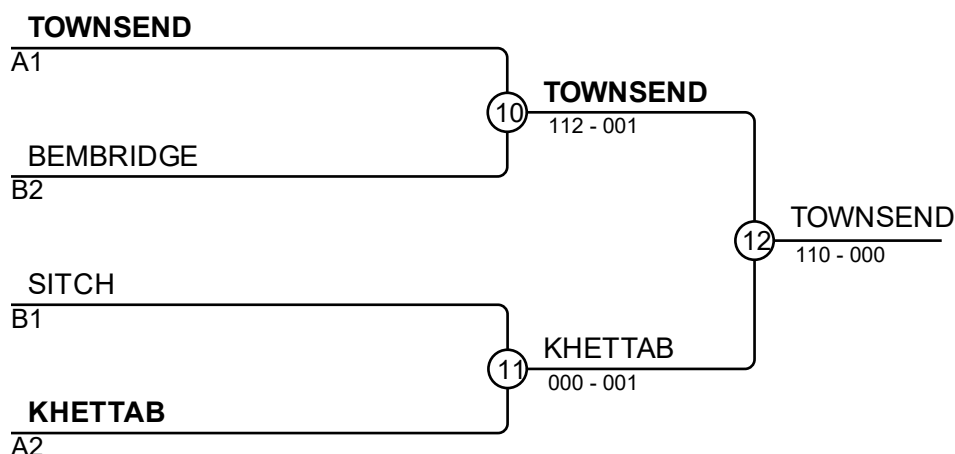 TOWNSEND
A1
10
TOWNSEND
112 - 001
BEMBRIDGE
B2
12
TOWNSEND
110 - 000
SITCH
B1
11
KHETTAB
000 - 001
KHETTAB
A2